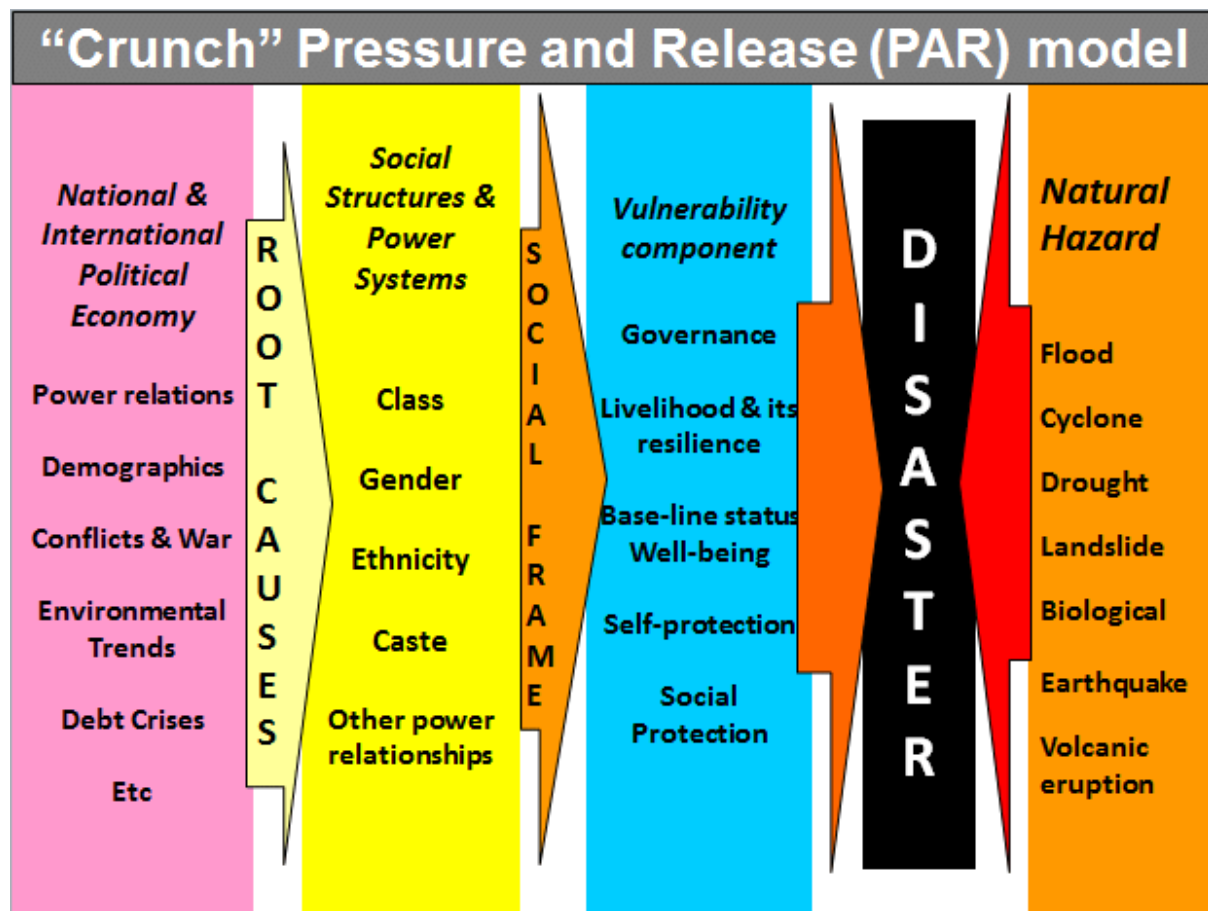 “Crunch” Pressure and Release (PAR) model
National &
International
Political
Economy
Power relations
Demographics
Conflicts & War
Environmental
Trends
Debt Crises
Etc
ROOT CAUSES
Social
Structures &
Power
Systems
Class
Gender
Ethnicity
Caste
Other power
relationships
SOCIAL FRAME
Vulnerability
component
Governance
Livelihood & its
resilience
Base-line status
Well-being
Self-protection
Social
Protection
DISASTER
Natural
Hazard
Flood
Cyclone
Drought
Landslide
Biological
Earthquake
Volcanic
eruption